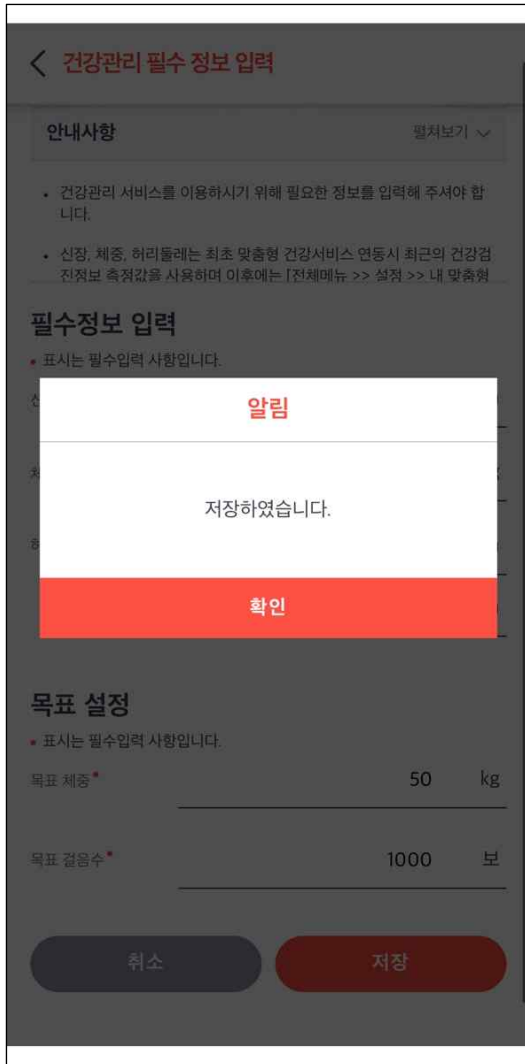 건강관리 필수 정보 입력
안내사항
펼쳐보기
• 건강관리 서비스를 이용하시기 위해 필요한 정보를 입력해 주셔야 합
니다.
• 신장, 체중, 허리둘레는 최초 맞춤형 건강서비스 연동시 최근의 건강검
진정보 측정값을 사용하며 이후에는 [전체메뉴 >> 설정 >> 내 맞춤형
필수정보 입력
• 표시는 필수입력 사항입니다.
알림
저장하였습니다.
확인
목표 설정
• 표시는 필수입력 사항입니다.
목표 체중* 50 kg
목표 걸음수* 1000 보
취소
저장